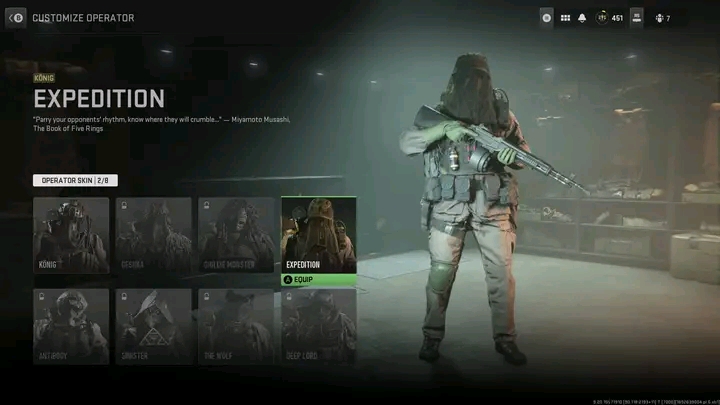 B CUSTOMIZE OPERATOR
451
7
KÖNIG
EXPEDITION
"Parry your opponents' rhythm, know where they will crumble..." — Miyamoto Musashi,
The Book of Five Rings
OPERATOR SKIN | 2/8
KÖNIG
GEGORA
GHILLIE MONSTER
EXPEDITION
A EQUIP
ANTIBODY
SINISTER
THE WOLF
DEEP LORD